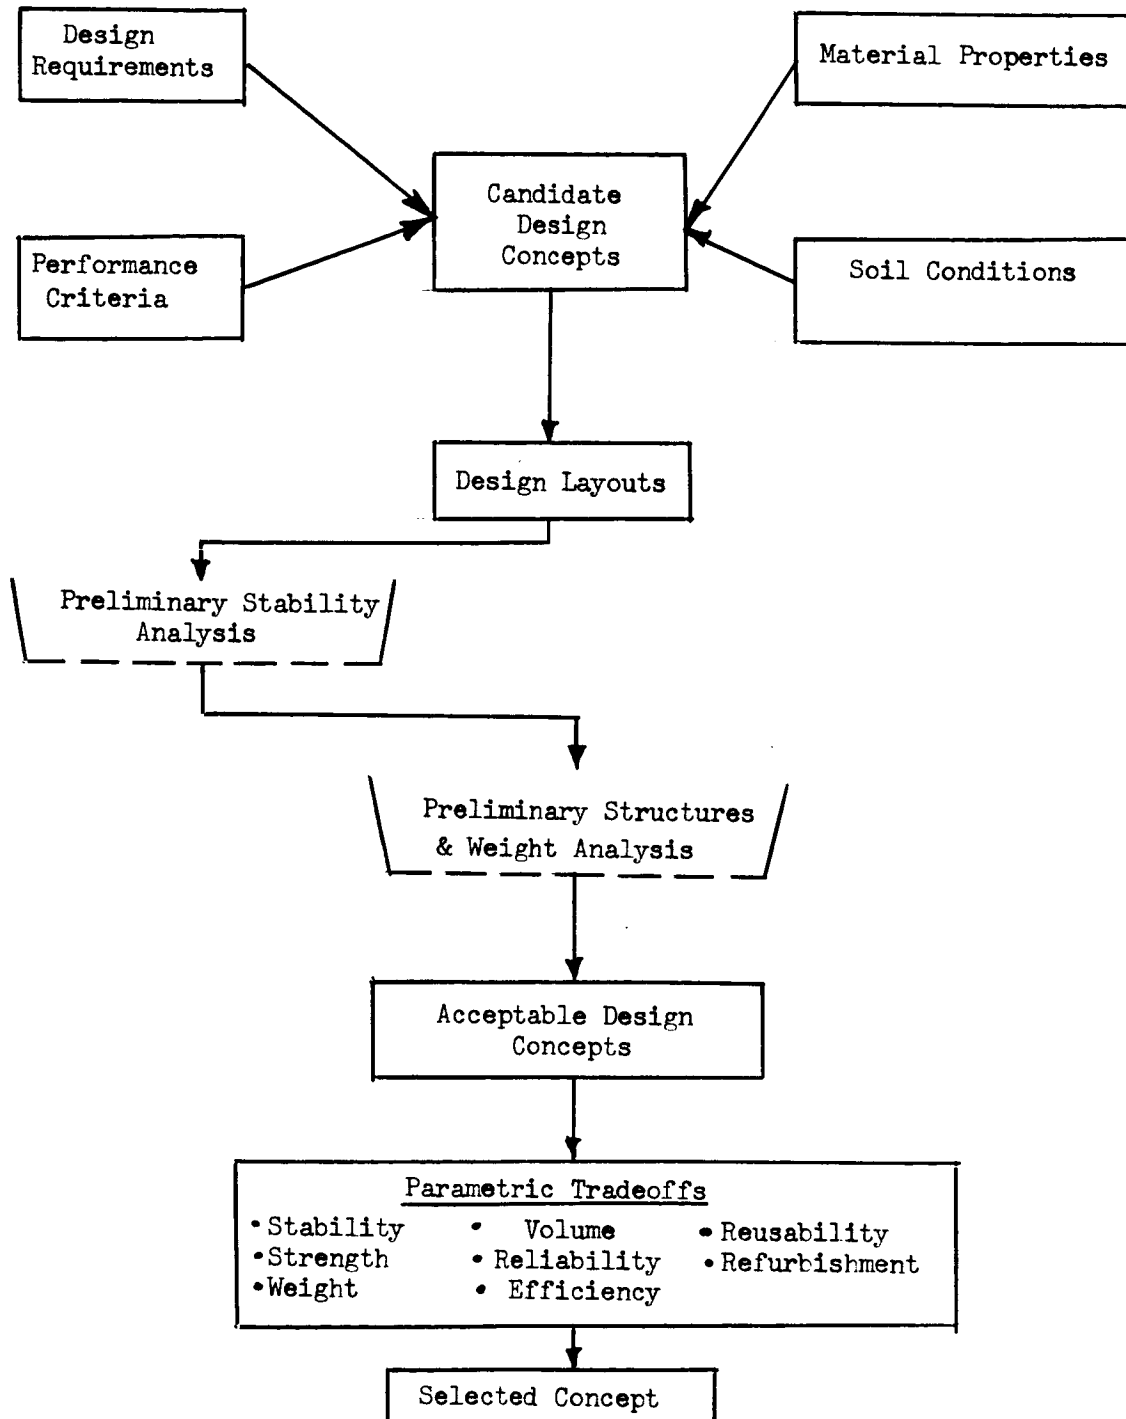 Design
Requirements
Material Properties
Candidate
Design
Concepts
Performance
Criteria
Soil Conditions
Design Layouts
Preliminary Stability
Analysis
Preliminary Structures
& Weight Analysis
Acceptable Design
Concepts
Parametric Tradeoffs
• Stability • Volume • Reusability
• Strength • Reliability • Refurbishment
• Weight • Efficiency
Selected Concept